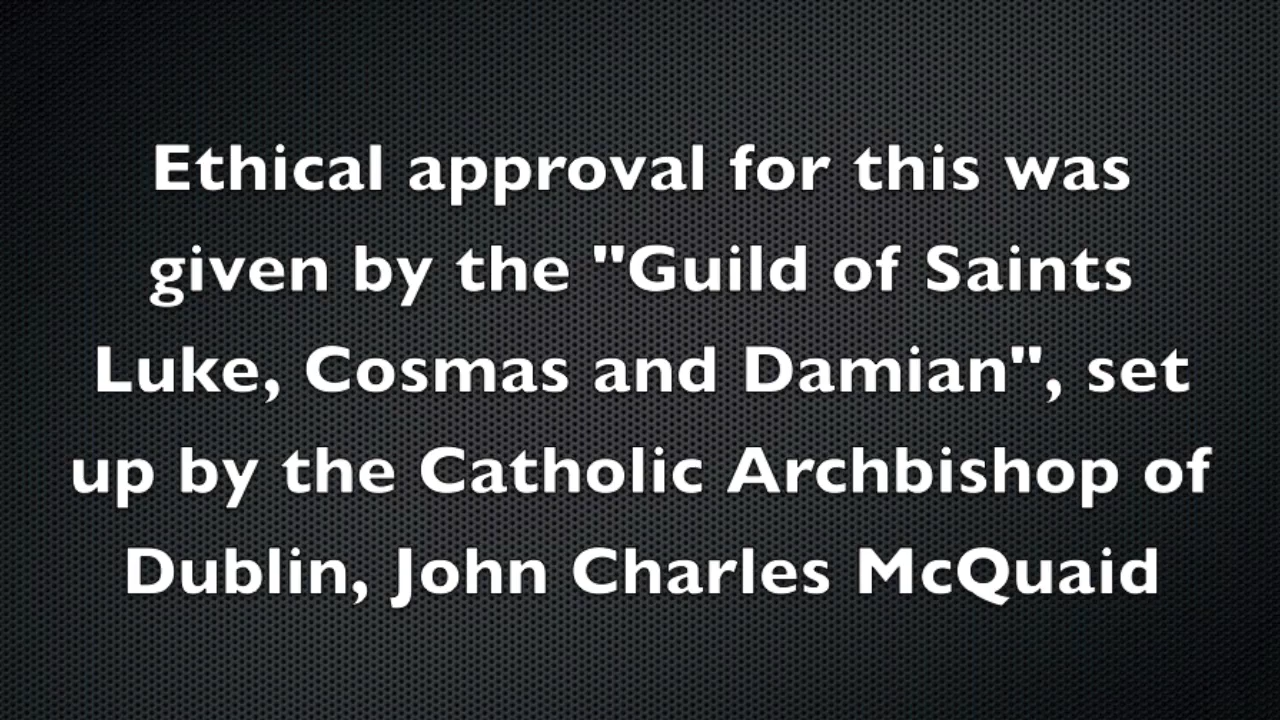 Ethical approval for this was
given by the "Guild of Saints
Luke, Cosmas and Damian", set
up by the Catholic Archbishop of
Dublin, John Charles McQuaid